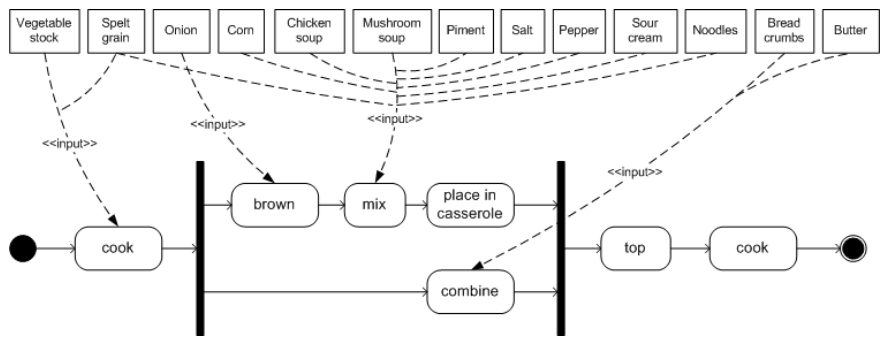 Vegetable
stock
Spelt
grain
Onion
Corn
Chicken
soup
Mushroom
soup
Piment
Salt
Pepper
Sour
cream
Noodles
Bread
crumbs
Butter
<<input>>
<<input>>
<<input>>
<<input>>
brown
mix
place in
casserole
cook
top
cook
combine